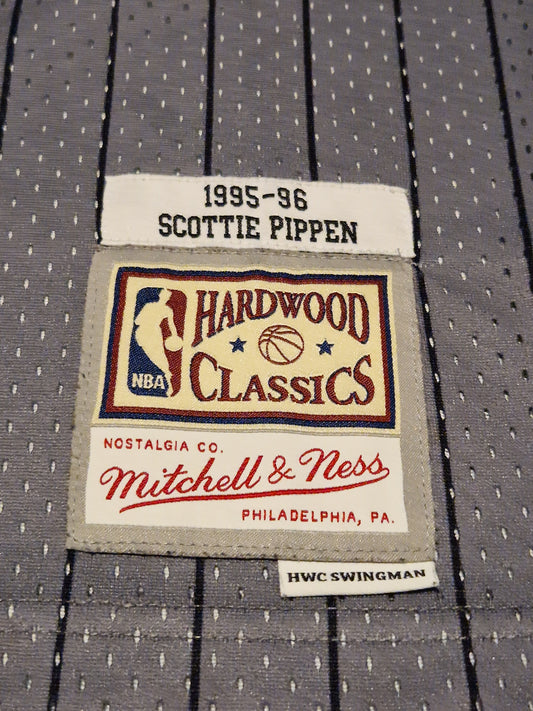 1995-96
SCOTTIE PIPPEN
HARDWOOD
CLASSICS
NBA
NOSTALGIA CO.
Mitchell & Ness
PHILADELPHIA, PA.
HWC SWINGMAN